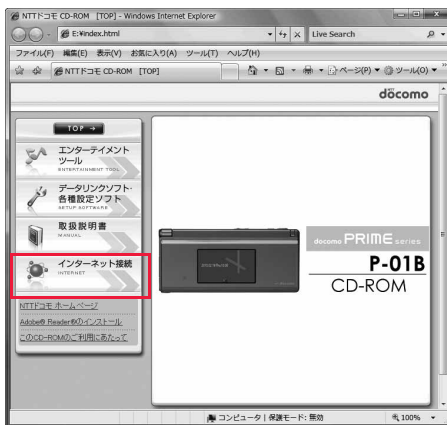 NTTドコモ CD-ROM [TOP] - Windows Internet Explorer
E:¥index.html
Live Search
ファイル(F) 編集(E) 表示(V) お気に入り(A) ツール(T) ヘルプ(H)
NTTドコモ CD-ROM [TOP]
ページ(P) ツール(O)
döcomo
TOP →
エンターテイメント
ツール
ENTERTAINMENT TOOL
データリンクソフト・
各種設定ソフト
SETUP SOFTWARE
取扱説明書
MANUAL
インターネット接続
INTERNET
NTTドコモ ホームページ
Adobe® Reader®のインストール
このCD-ROMのご利用にあたって
docomo PRIME series
P-01B
CD-ROM
コンピュータ | 保護モード: 無効
100%